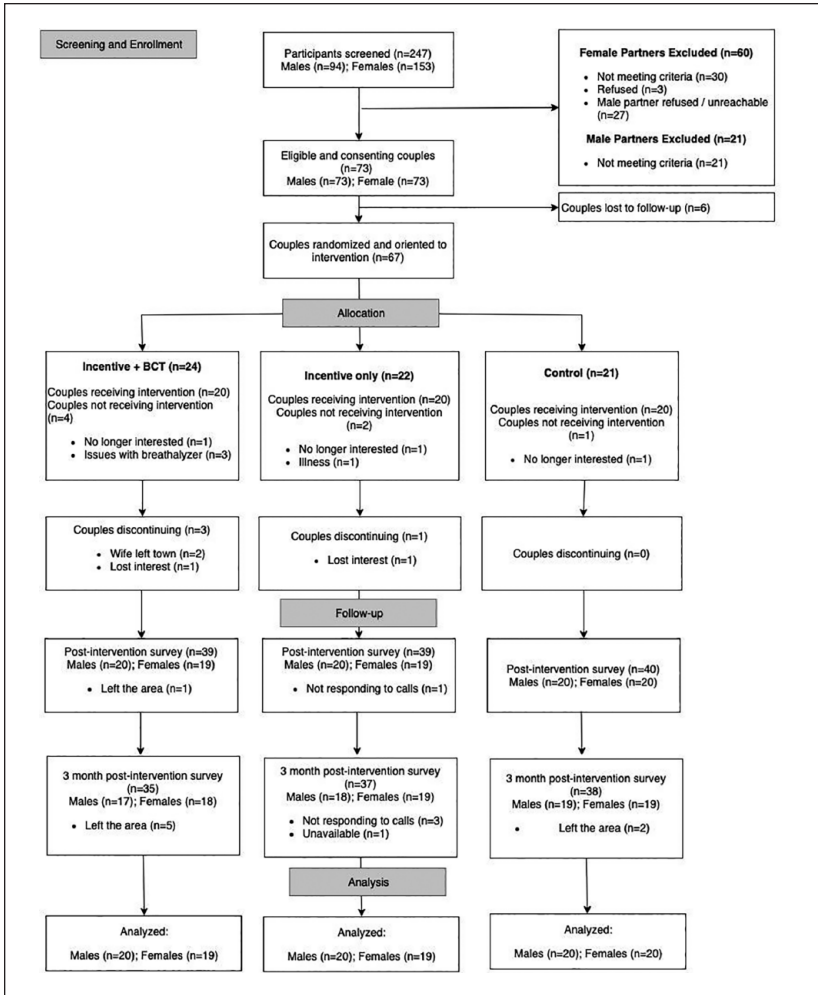 Screening and Enrollment
Participants screened (n=247)
Males (n=94); Females (n=153)
Female Partners Excluded (n=60)
• Not meeting criteria (n=30)
• Refused (n=3)
• Male partner refused / unreachable
(n=27)
Male Partners Excluded (n=21)
• Not meeting criteria (n=21)
Eligible and consenting couples
(n=73)
Males (n=73); Female (n=73)
Couples lost to follow-up (n=6)
Couples randomized and oriented to
intervention (n=67)
Allocation
Incentive + BCT (n=24)
Couples receiving intervention (n=20)
Couples not receiving intervention
(n=4)
• No longer interested (n=1)
• Issues with breathalyzer (n=3)
Incentive only (n=22)
Couples receiving intervention (n=20)
Couples not receiving intervention
(n=2)
• No longer interested (n=1)
• Illness (n=1)
Control (n=21)
Couples receiving intervention (n=20)
Couples not receiving intervention
(n=1)
• No longer interested (n=1)
Couples discontinuing (n=3)
• Wife left town (n=2)
• Lost interest (n=1)
Couples discontinuing (n=1)
• Lost interest (n=1)
Couples discontinuing (n=0)
Follow-up
Post-intervention survey (n=39)
Males (n=20); Females (n=19)
• Left the area (n=1)
Post-intervention survey (n=39)
Males (n=20); Females (n=19)
• Not responding to calls (n=1)
Post-intervention survey (n=40)
Males (n=20); Females (n=20)
3 month post-intervention survey
(n=35)
Males (n=17); Females (n=18)
• Left the area (n=5)
3 month post-intervention survey
(n=37)
Males (n=18); Females (n=19)
• Not responding to calls (n=3)
• Unavailable (n=1)
3 month post-intervention survey
(n=38)
Males (n=19); Females (n=19)
• Left the area (n=2)
Analysis
Analyzed:
Males (n=20); Females (n=19)
Analyzed:
Males (n=20); Females (n=19)
Analyzed:
Males (n=20); Females (n=20)